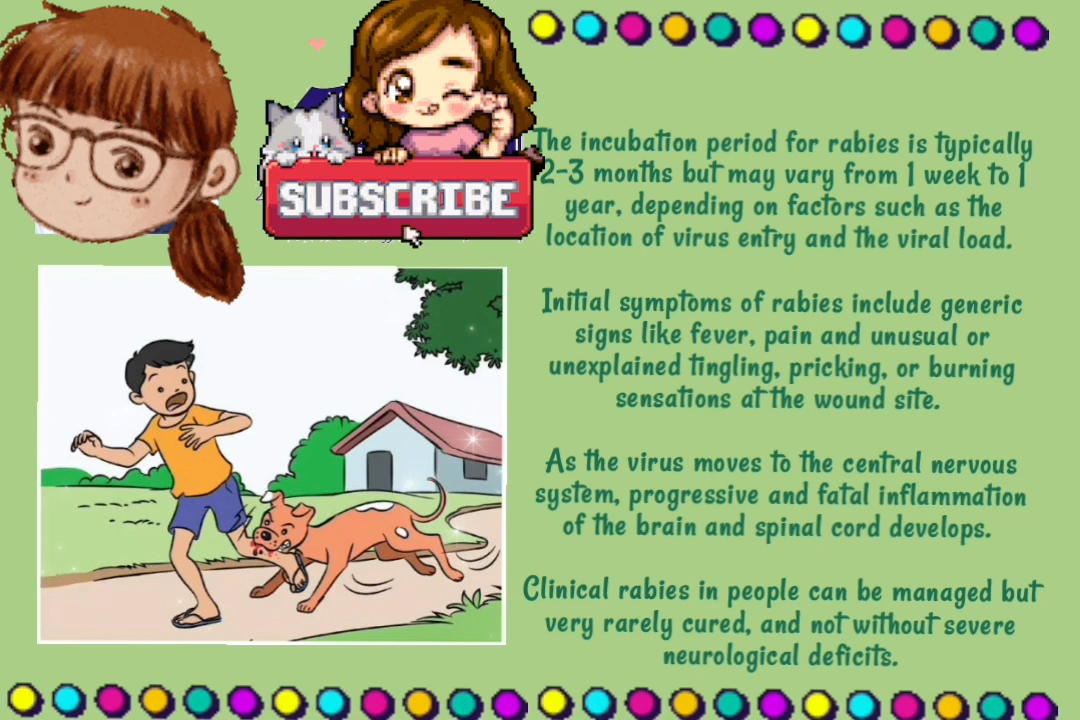 SUBSCRIBE
The incubation period for rabies is typically
2-3 months but may vary from 1 week to 1
year, depending on factors such as the
location of virus entry and the viral load.
Initial symptoms of rabies include generic
signs like fever, pain and unusual or
unexplained tingling, pricking, or burning
sensations at the wound site.
As the virus moves to the central nervous
system, progressive and fatal inflammation
of the brain and spinal cord develops.
Clinical rabies in people can be managed but
very rarely cured, and not without severe
neurological deficits.